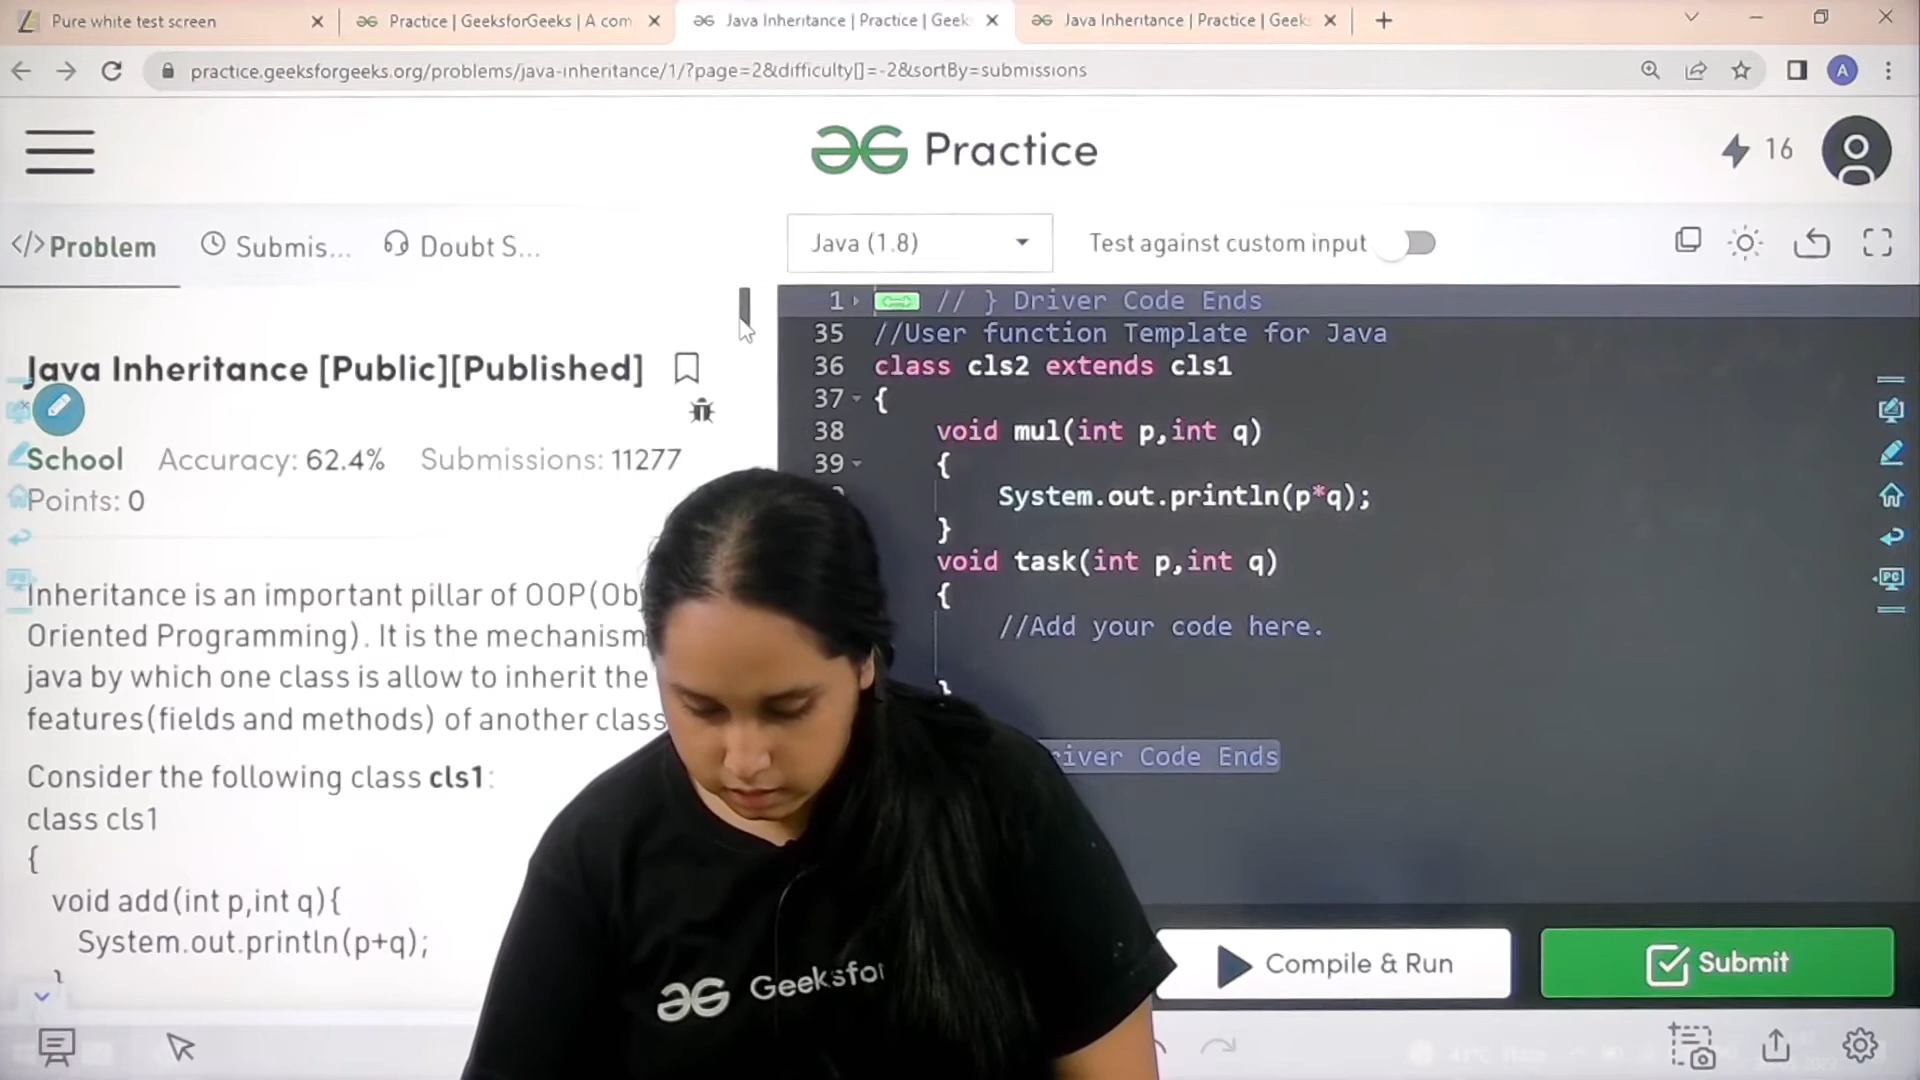 Pure white test screen
Practice | GeeksforGeeks | A com
Java Inheritance | Practice | Geek
Java Inheritance | Practice | Geek
practice.geeksforgeeks.org/problems/java-inheritance/1/?page=2&difficulty[]=-2&sortBy=submissions
A
Practice
16
</>Problem
Submis...
Doubt S...
Java (1.8)
Test against custom input
Java Inheritance [Public][Published]
School Accuracy: 62.4% Submissions: 11277
Points: 0
Inheritance is an important pillar of OOP(Ob
Oriented Programming). It is the mechanism
java by which one class is allow to inherit the
features(fields and methods) of another class
Consider the following class cls1:
class cls1
{
void add(int p,int q){
System.out.println(p+q);
}
1 // } Driver Code Ends
35 //User function Template for Java
36 class cls2 extends cls1
37 {
38 void mul(int p,int q)
39 {
System.out.println(p*q);
}
void task(int p,int q)
{
//Add your code here.
}
Driver Code Ends
Compile & Run
Submit
PC
Geeksfor